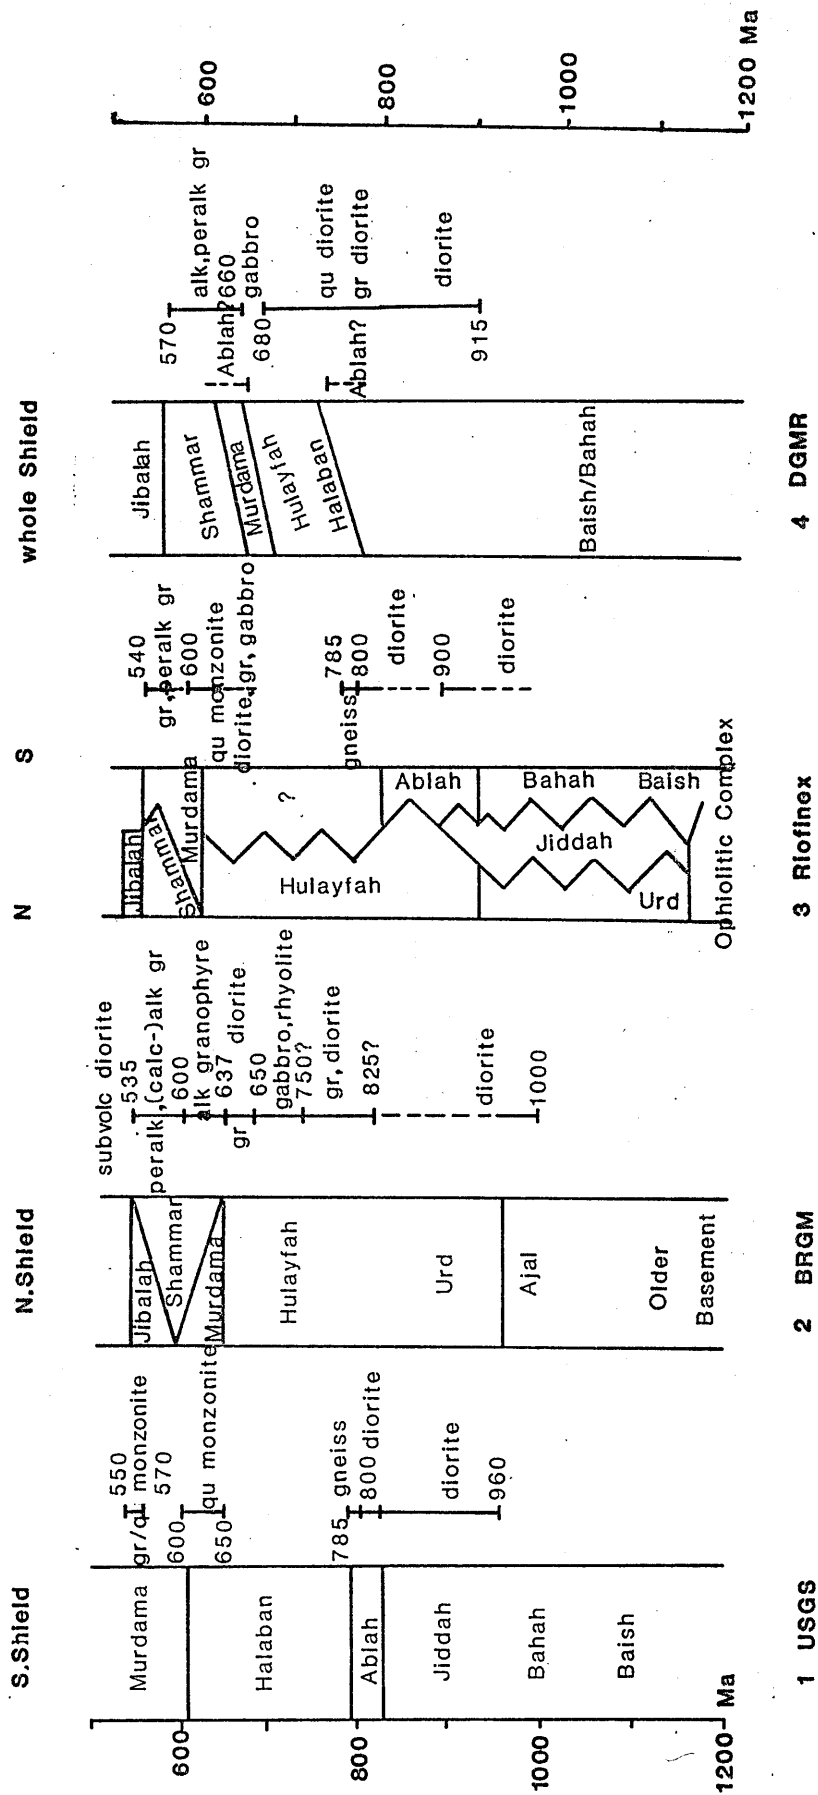 S.Shield
N.Shield
N
S
whole Shield
600
800
1000
1200 Ma
Murdama
Halaban
Ablah
Jiddah
Bahah
Baish
550
gr/qu monzonite
570
600
qu monzonite
650
785
gneiss
800 diorite
diorite
960
1 USGS
Jibalah
Shammar
Murdama
Hulayfah
Urd
Ajal
Older
Basement
subvolc diorite
535
peralk,(calc-)alk gr
600
alk granophyre
637
gr
diorite
650
gabbro,rhyolite
750?
gr,diorite
825?
diorite
1000
2 BRGM
Jibalah
Shammar
Murdama
?
Hulayfah
Ablah
Bahah
Baish
Jiddah
Urd
Ophiolitic Complex
540
gr,peralk gr
600
qu monzonite
diorite,gr,gabbro
785
gneiss
800
diorite
900
diorite
3 Riofinex
Jibalah
Shammar
Murdama
Hulayfah
Halaban
Baish/Bahah
570
alk,peralk gr
Ablah?
660
gabbro
680
qu diorite
gr diorite
Ablah?
diorite
915
4 DGMR
600
800
1000
1200 Ma